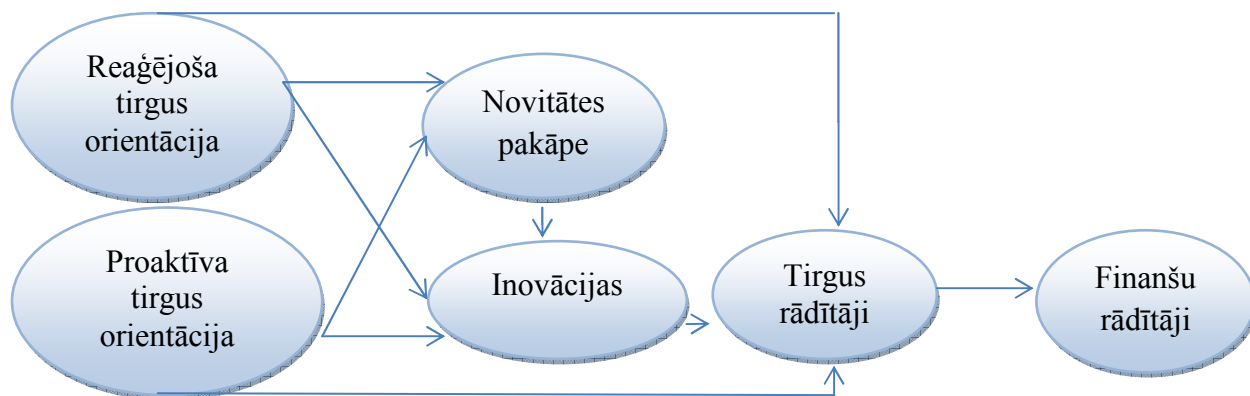 Reaģējoša
tirgus
orientācija
Novitātes
pakāpe
Proaktīva
tirgus
orientācija
Inovācijas
Tirgus
rādītāji
Finanšu
rādītāji